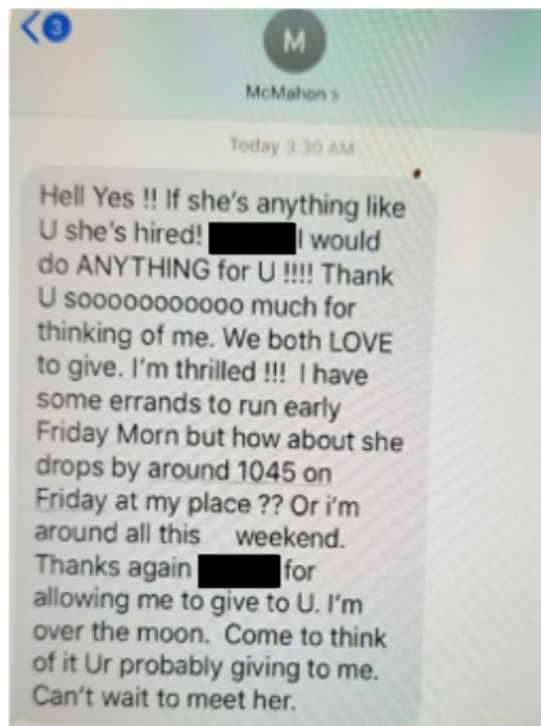 3
M
McMahon >
Today 3:30 AM
Hell Yes !! If she's anything like
U she's hired! I would
do ANYTHING for U !!!! Thank
U sooooooooooo much for
thinking of me. We both LOVE
to give. I'm thrilled !!! I have
some errands to run early
Friday Morn but how about she
drops by around 1045 on
Friday at my place ?? Or i'm
around all this weekend.
Thanks again for
allowing me to give to U. I'm
over the moon. Come to think
of it Ur probably giving to me.
Can't wait to meet her.